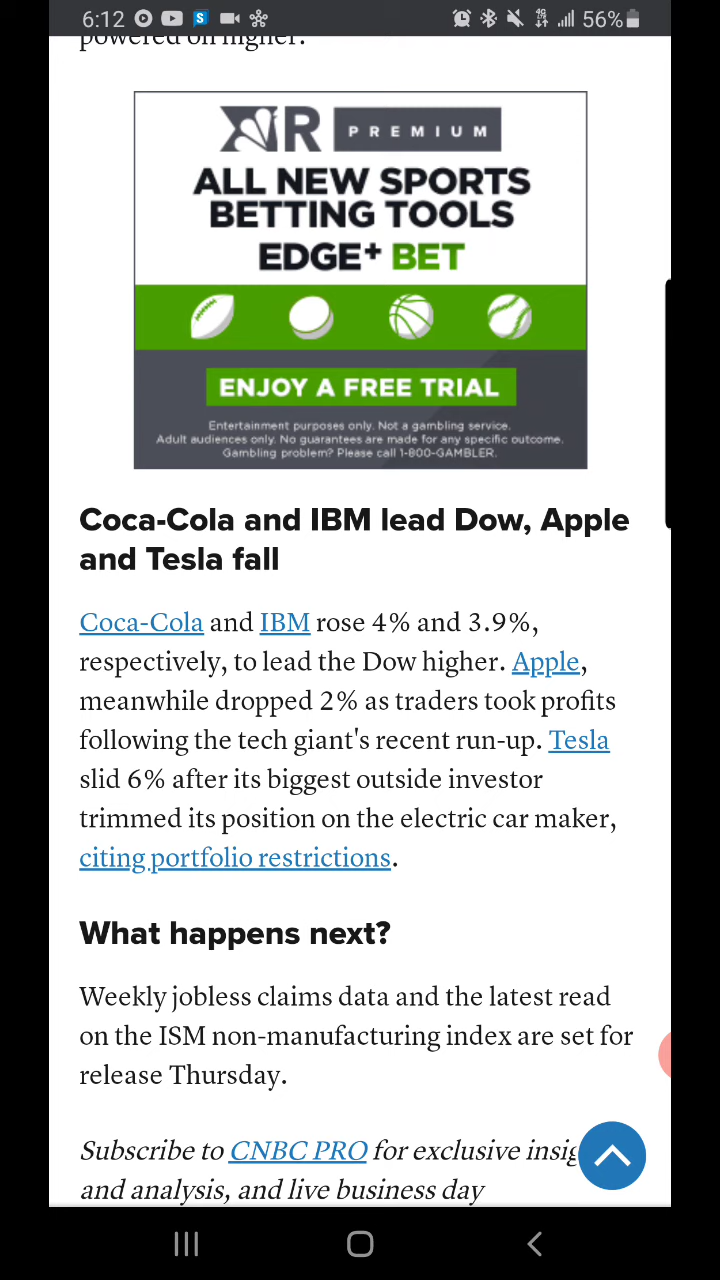 6:12
56%
powered on higher.
R PREMIUM
ALL NEW SPORTS
BETTING TOOLS
EDGE+ BET
ENJOY A FREE TRIAL
Entertainment purposes only. Not a gambling service.
Adult audiences only. No guarantees are made for any specific outcome.
Gambling problem? Please call 1-800-GAMBLER.
Coca-Cola and IBM lead Dow, Apple
and Tesla fall
Coca-Cola and IBM rose 4% and 3.9%,
respectively, to lead the Dow higher. Apple,
meanwhile dropped 2% as traders took profits
following the tech giant's recent run-up. Tesla
slid 6% after its biggest outside investor
trimmed its position on the electric car maker,
citing portfolio restrictions.
What happens next?
Weekly jobless claims data and the latest read
on the ISM non-manufacturing index are set for
release Thursday.
Subscribe to CNBC PRO for exclusive insig
and analysis, and live business day